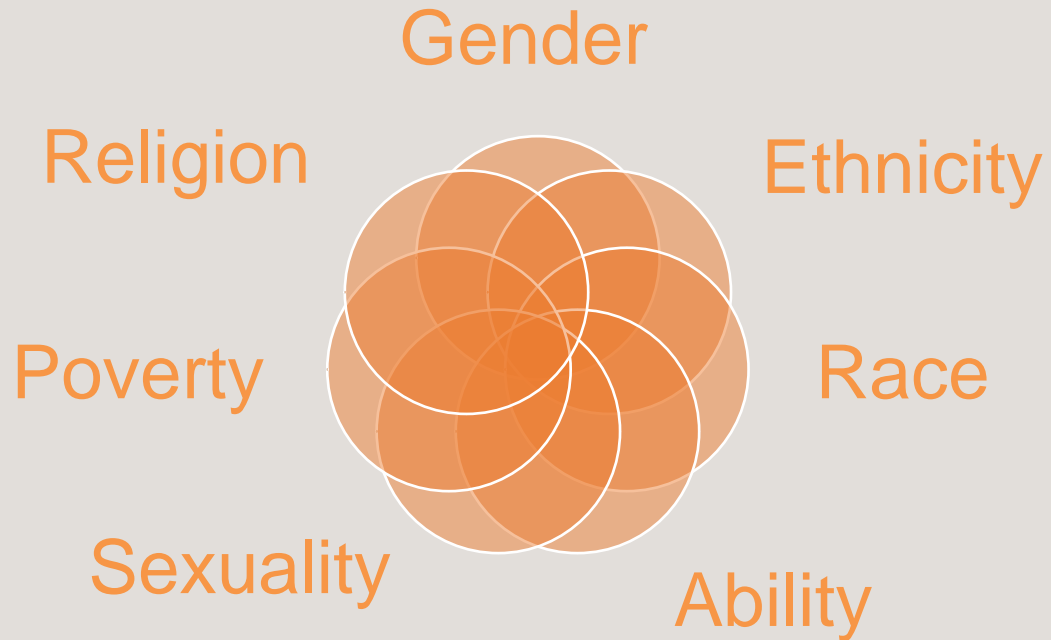 Gender
Religion
Ethnicity
Poverty
Race
Sexuality
Ability